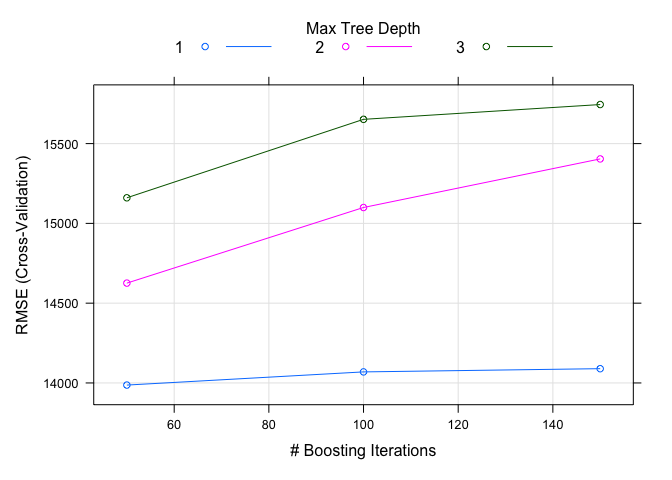 Max Tree Depth
1 2 3
RMSE (Cross-Validation)
15500
15000
14500
14000
60 80 100 120 140
# Boosting Iterations